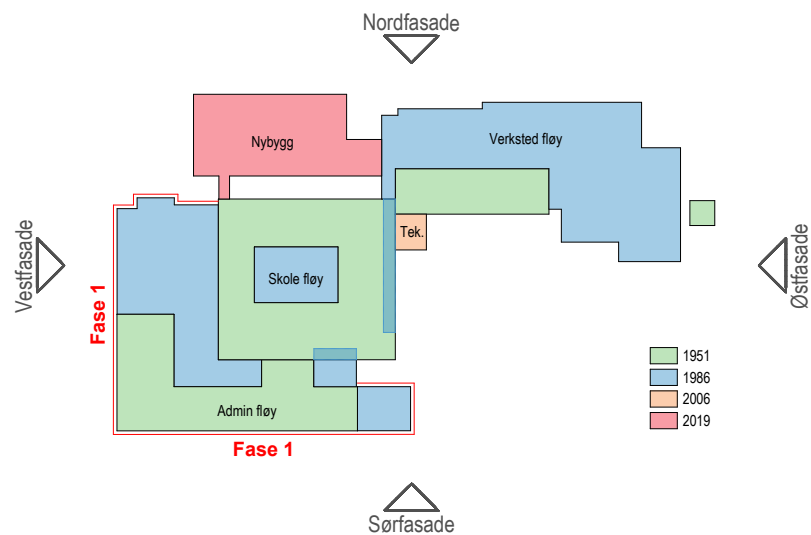 Nordfasade
Nybygg
Verksted fløy
Tek.
Vestfasade
Skole fløy
Østfasade
Fase 1
1951
1986
2006
2019
Admin fløy
Fase 1
Sørfasade